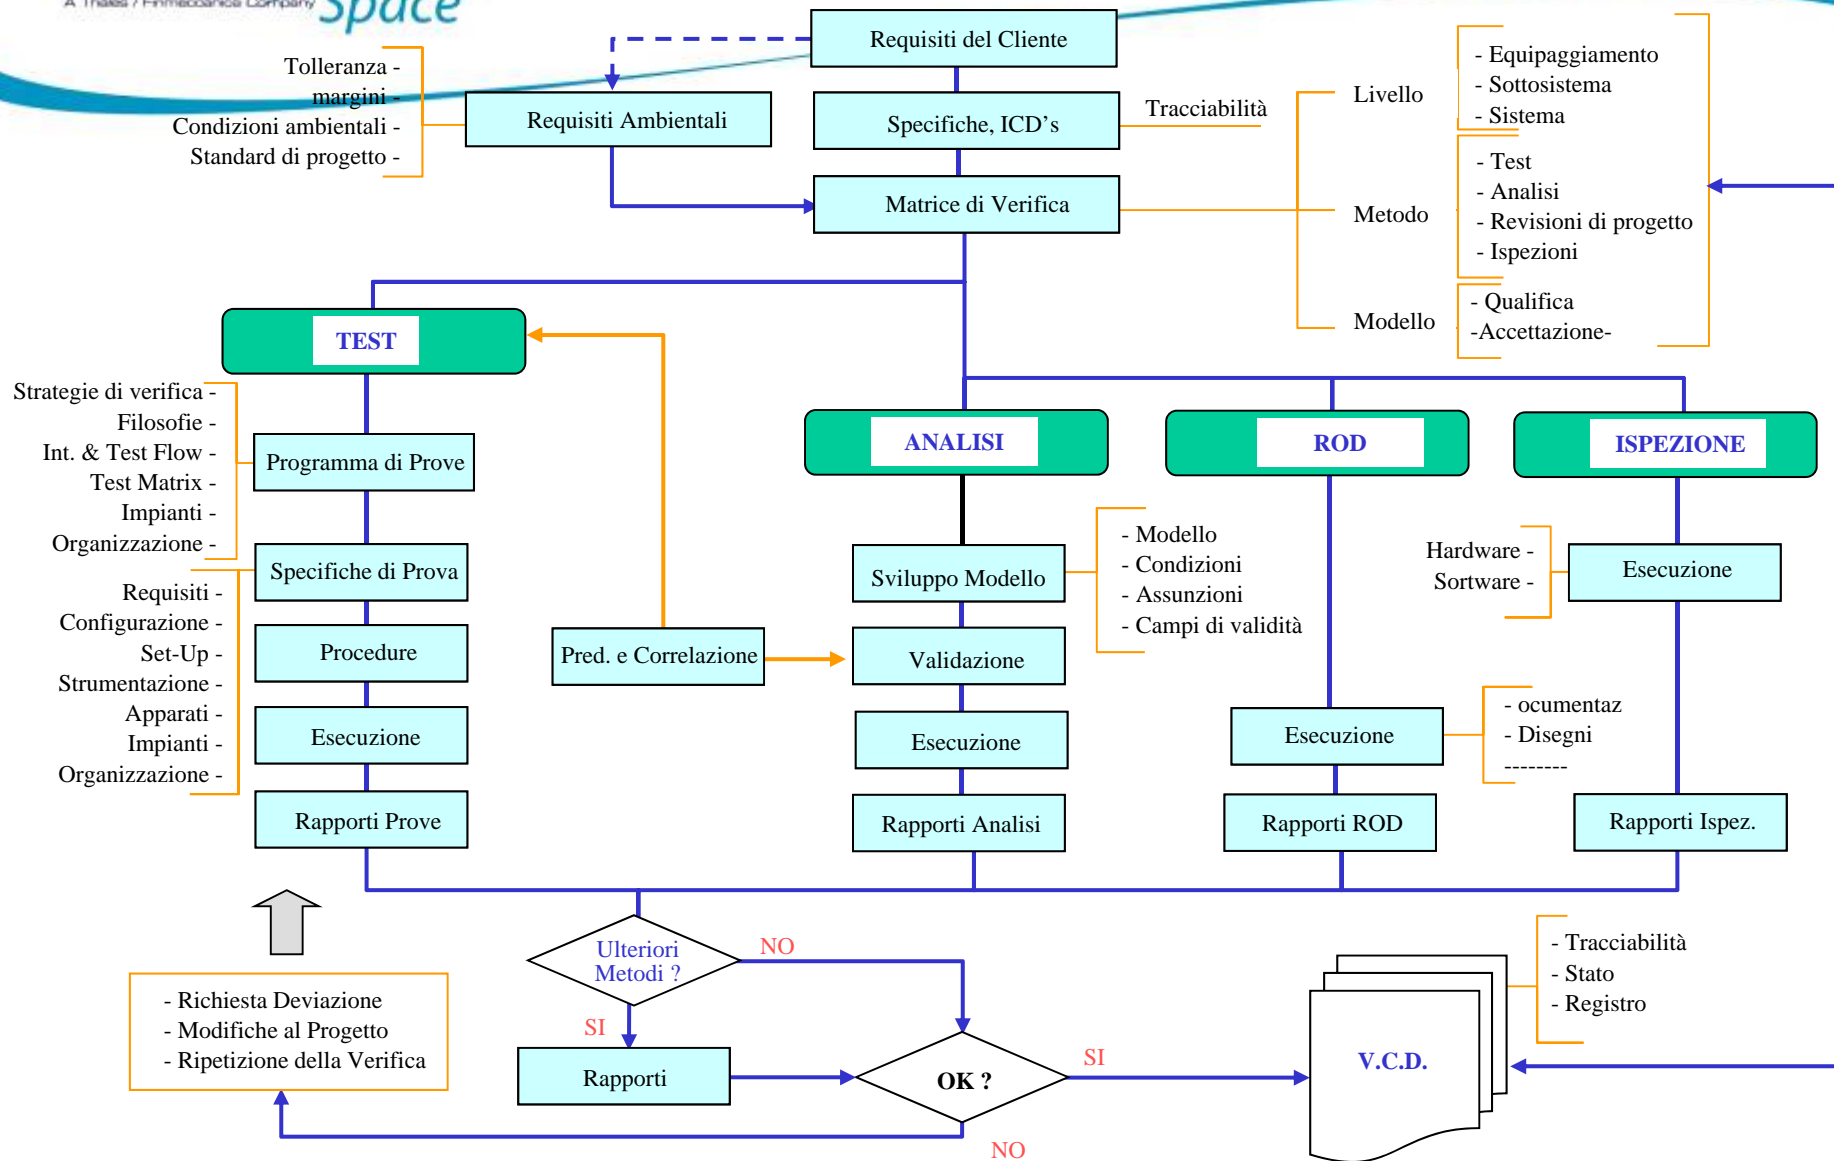 A Thales / Finmeccanica Company Space
Requisiti del Cliente
Tolleranza -
margini -
Condizioni ambientali -
Standard di progetto -
Requisiti Ambientali
Specifiche, ICD's
Tracciabilità
Matrice di Verifica
Livello
- Equipaggiamento
- Sottosistema
- Sistema
Metodo
- Test
- Analisi
- Revisioni di progetto
- Ispezioni
Modello
- Qualifica
-Accettazione-
TEST
Strategie di verifica -
Filosofie -
Int. & Test Flow -
Test Matrix -
Impianti -
Organizzazione -
Programma di Prove
Specifiche di Prova
Requisiti -
Configurazione -
Set-Up -
Strumentazione -
Apparati -
Impianti -
Organizzazione -
Procedure
Esecuzione
Rapporti Prove
Pred. e Correlazione
ANALISI
Sviluppo Modello
- Modello
- Condizioni
- Assunzioni
- Campi di validità
Validazione
Esecuzione
Rapporti Analisi
ROD
Esecuzione
- ocumentaz
- Disegni
--------
Rapporti ROD
ISPEZIONE
Hardware -
Sortware -
Esecuzione
Rapporti Ispez.
Ulteriori
Metodi ?
NO
SI
Rapporti
OK ?
SI
NO
- Richiesta Deviazione
- Modifiche al Progetto
- Ripetizione della Verifica
V.C.D.
- Tracciabilità
- Stato
- Registro